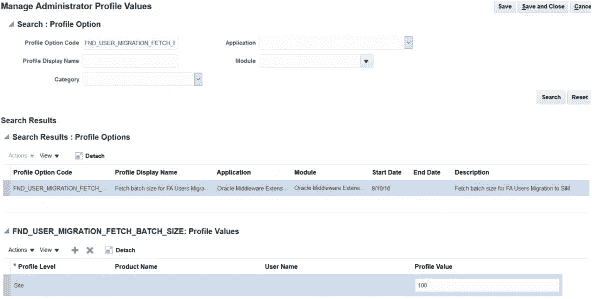 Manage Administrator Profile Values
Save Save and Close Cance
Search : Profile Option
Profile Option Code FND_USER_MIGRATION_FETCH_
Application
Profile Display Name
Module
Category
Search Reset
Search Results
Search Results : Profile Options
Actions View Detach
Profile Option Code Profile Display Name Application Module Start Date End Date Description
FND_USER_MIGRATION_FETCH_... Fetch batch size for FA Users Migra... Oracle Middleware Extens... Oracle Middleware Extens... 8/10/16 Fetch batch size for FA Users Migration to SIM
FND_USER_MIGRATION_FETCH_BATCH_SIZE: Profile Values
Actions View Detach
* Profile Level Product Name User Name Profile Value
Site 100